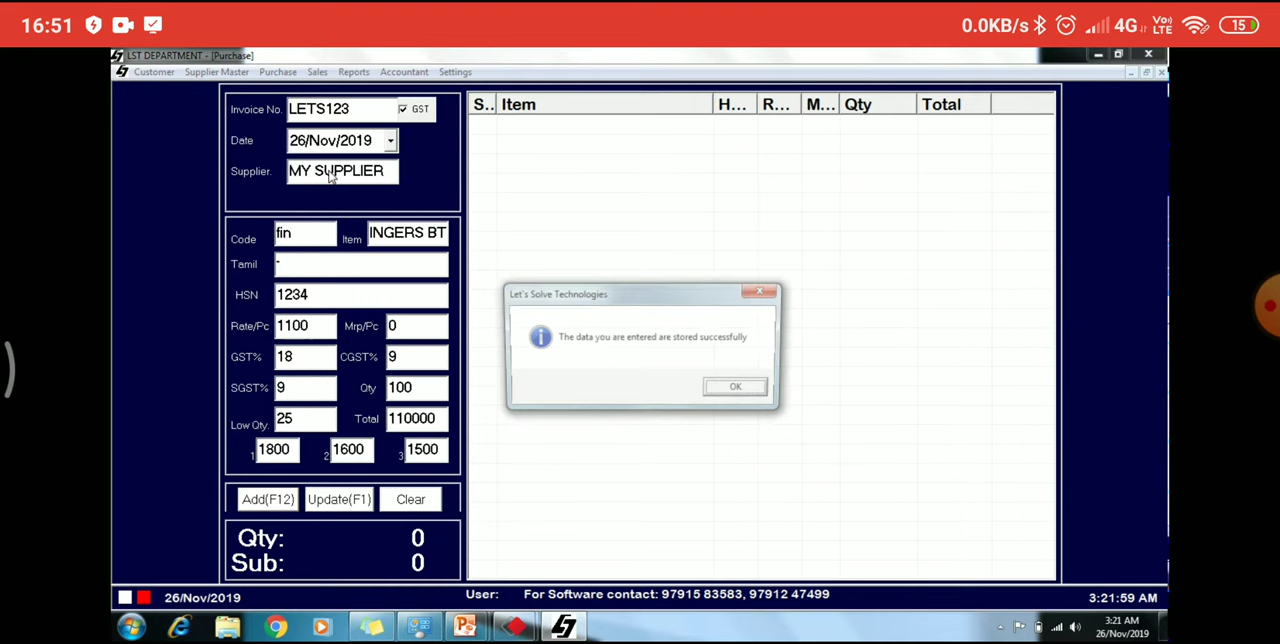 16:51
0.0KB/s 4G Vo) LTE 15
LST DEPARTMENT - [Purchase]
Customer Supplier Master Purchase Sales Reports Accountant Settings
Invoice No. LETS123 GST
Date 26/Nov/2019
Supplier. MY SUPPLIER
Code fin Item INGERS BT
Tamil -
HSN 1234
Rate/Pc 1100 Mrp/Pc 0
GST% 18 CGST% 9
SGST% 9 Qty 100
Low Qty. 25 Total 110000
1 1800 2 1600 3 1500
Add(F12) Update(F1) Clear
Qty: 0
Sub: 0
S.. Item H... R... M... Qty Total
Let's Solve Technologies
The data you are entered are stored successfully
OK
26/Nov/2019 User: For Software contact: 97915 83583, 97912 47499 3:21:59 AM
3:21 AM
26/Nov/2019